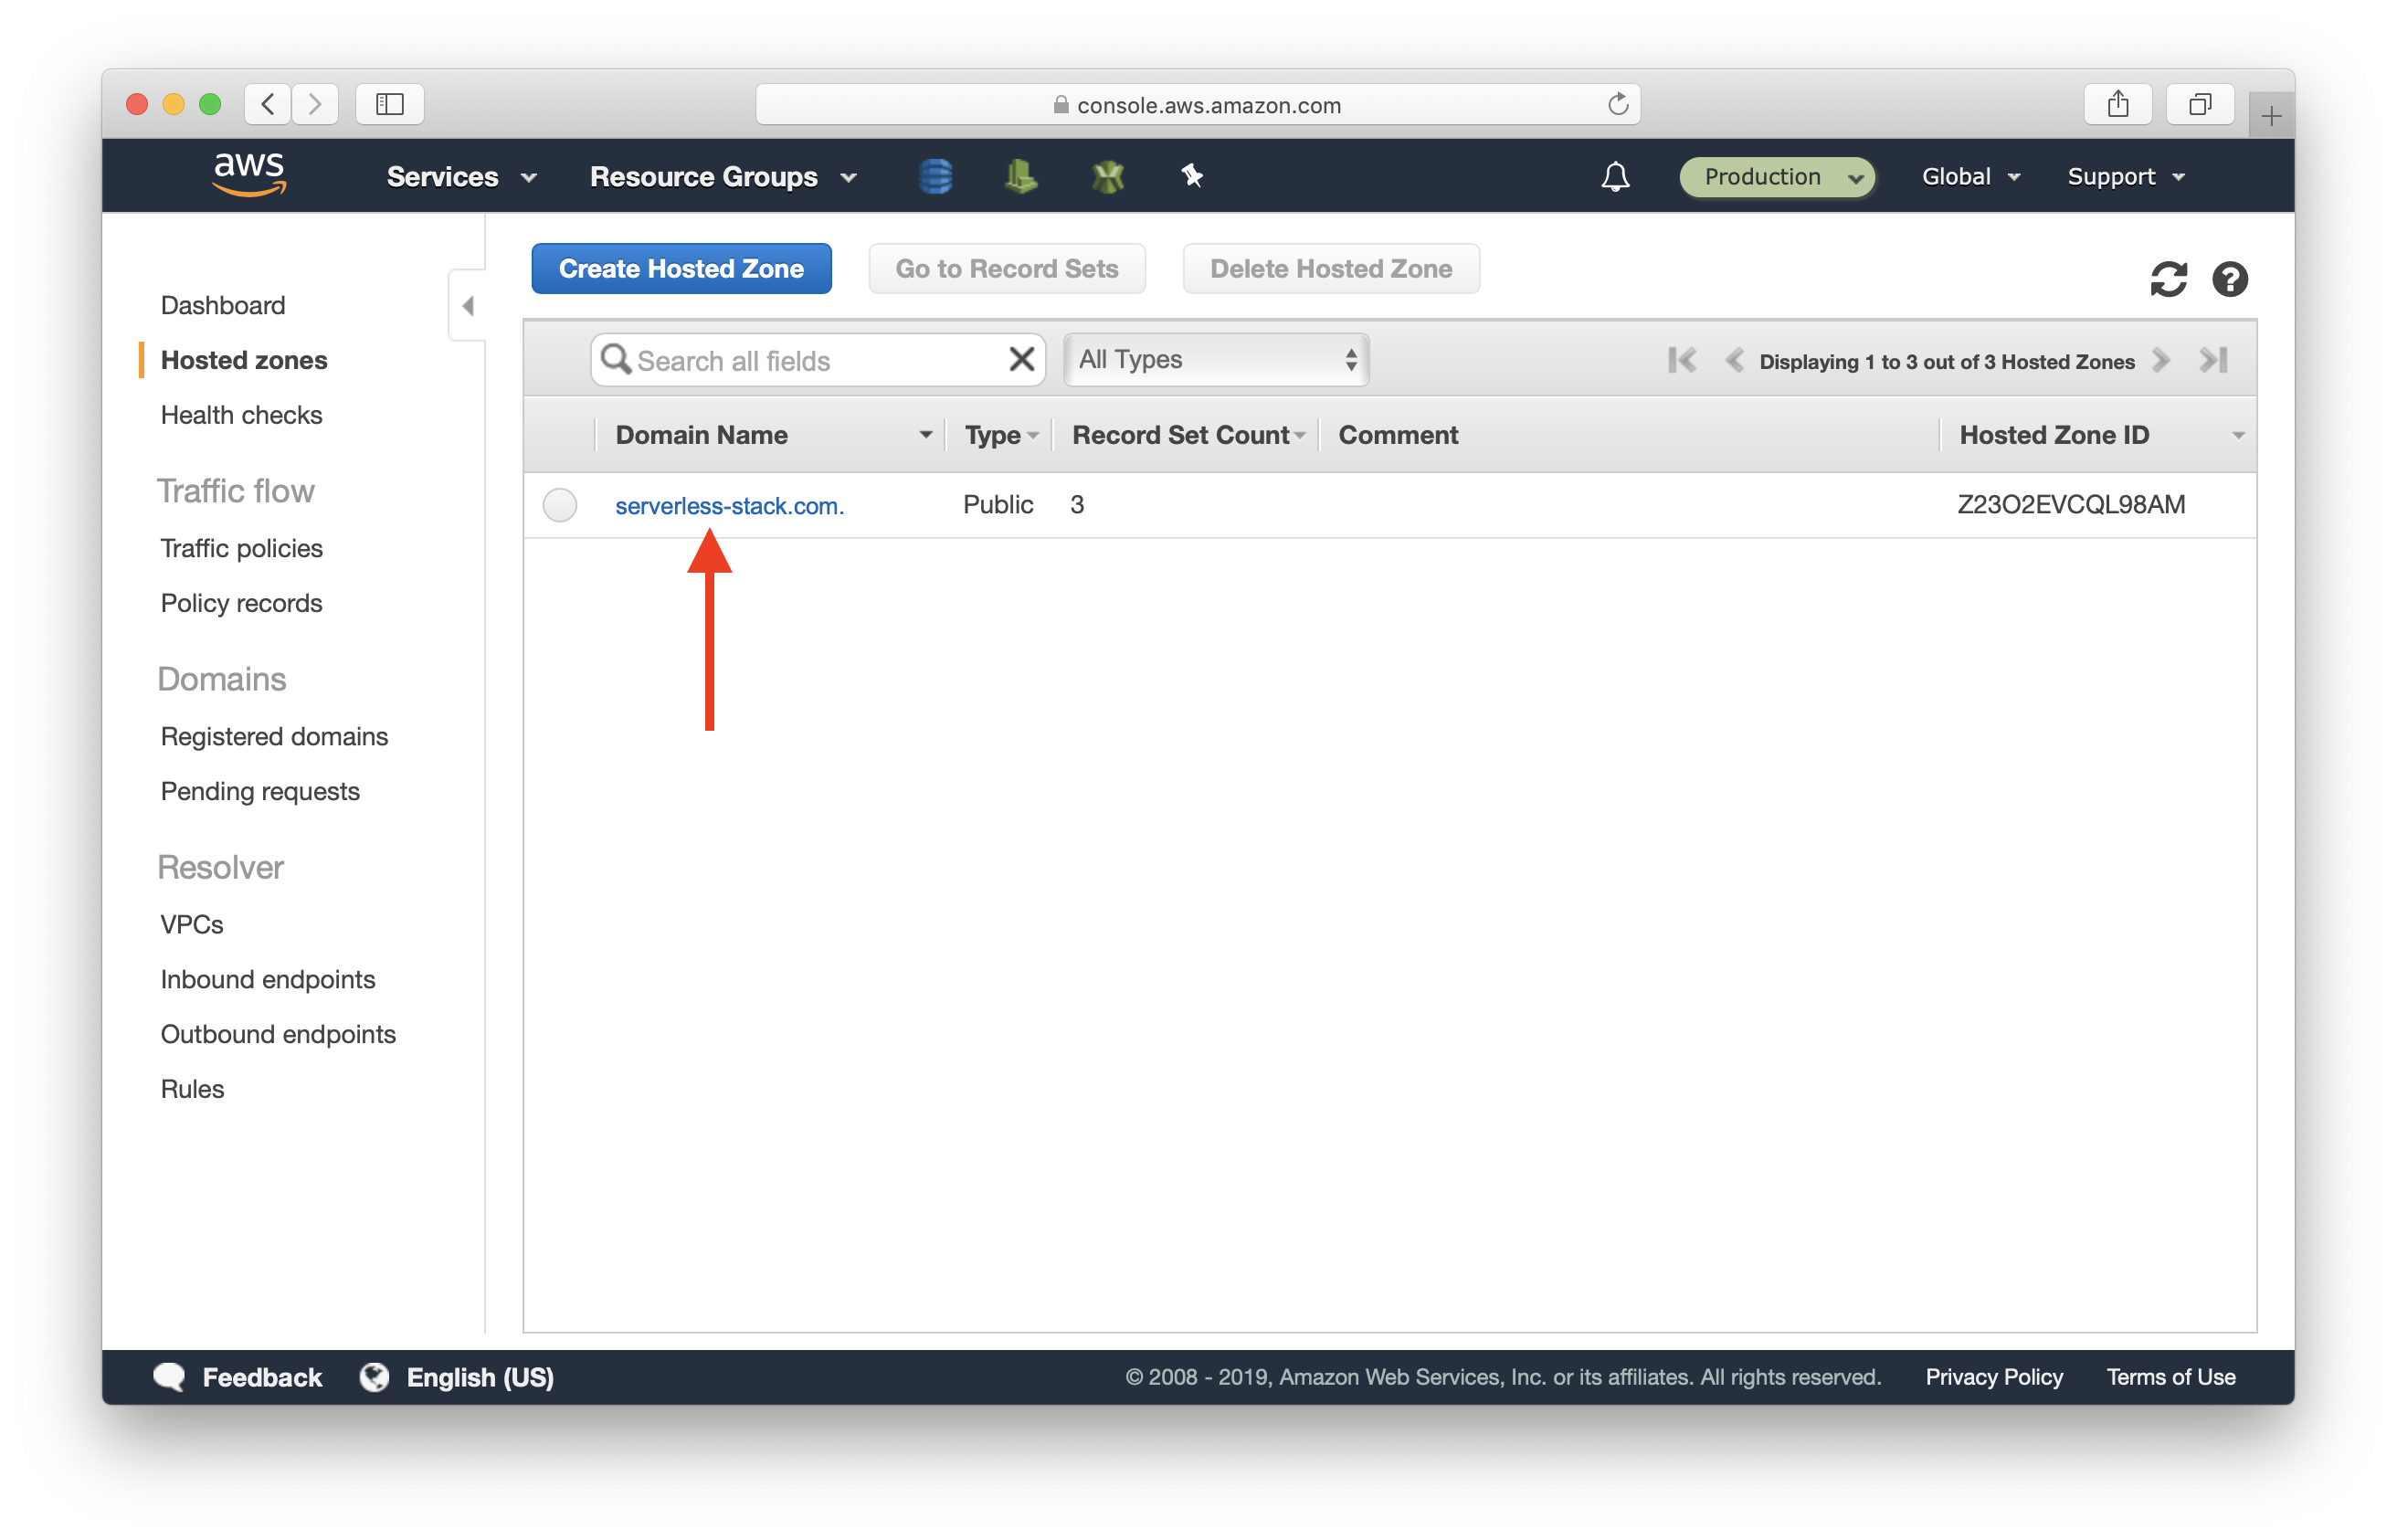 console.aws.amazon.com
aws Services Resource Groups Production Global Support
Create Hosted Zone Go to Record Sets Delete Hosted Zone
Dashboard
Hosted zones
Health checks
Traffic flow
Traffic policies
Policy records
Domains
Registered domains
Pending requests
Resolver
VPCs
Inbound endpoints
Outbound endpoints
Rules
Search all fields All Types Displaying 1 to 3 out of 3 Hosted Zones
Domain Name Type Record Set Count Comment Hosted Zone ID
serverless-stack.com. Public 3 Z23O2EVCQL98AM
Feedback English (US) © 2008 - 2019, Amazon Web Services, Inc. or its affiliates. All rights reserved. Privacy Policy Terms of Use